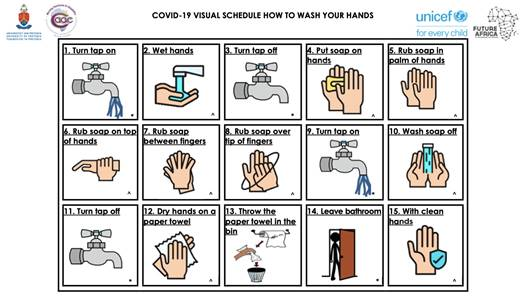 COVID-19 VISUAL SCHEDULE HOW TO WASH YOUR HANDS
unicef
for every child
FUTURE
AFRICA
1. Turn tap on
2. Wet hands
3. Turn tap off
4. Put soap on
hands
5. Rub soap in
palm of hands
6. Rub soap on top
of hands
7. Rub soap
between fingers
8. Rub soap over
tip of fingers
9. Turn tap on
10. Wash soap off
11. Turn tap off
12. Dry hands on a
paper towel
13. Throw the
paper towel in the
bin
14. Leave bathroom
15. With clean
hands